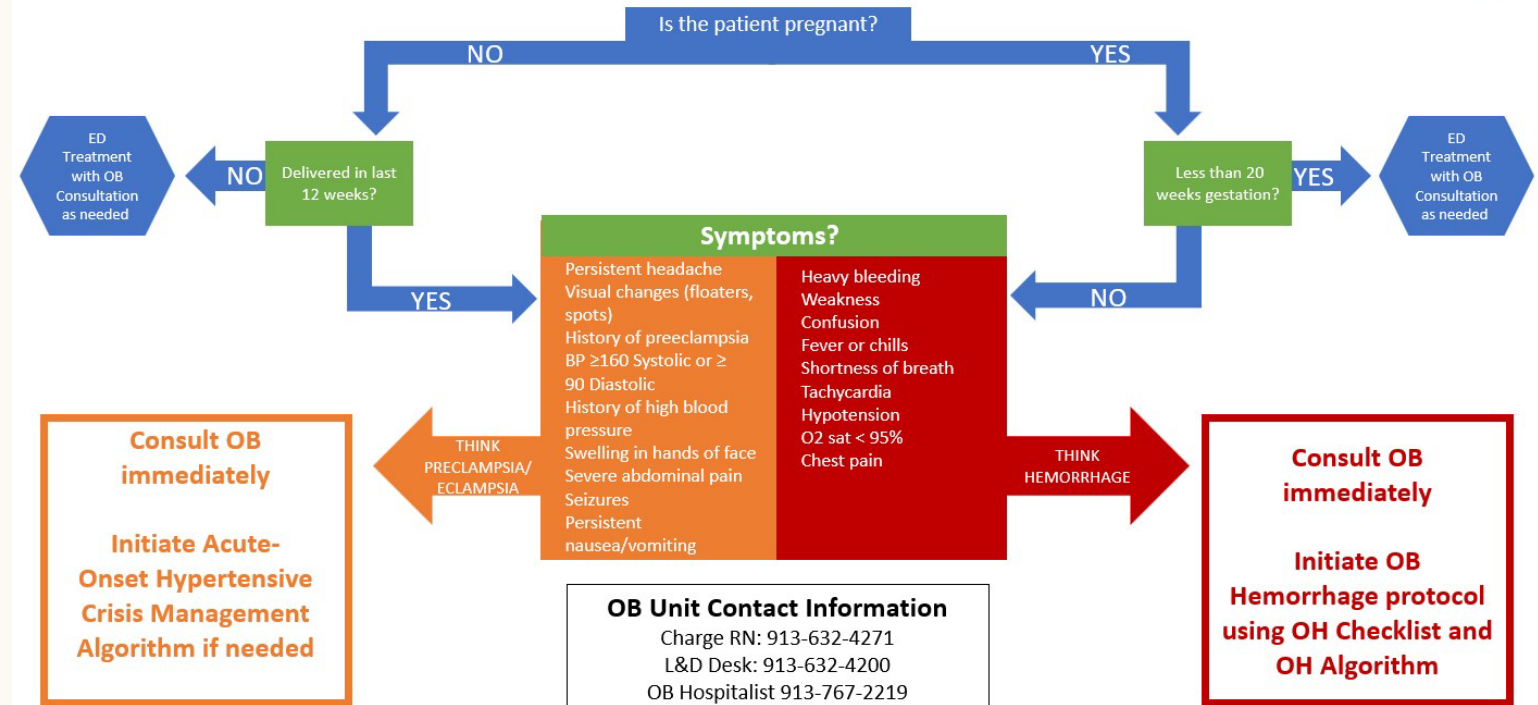 Is the patient pregnant?
NO
YES
ED
Treatment
with OB
Consultation
as needed
NO
Delivered in last
12 weeks?
YES
Less than 20
weeks gestation?
YES
ED
Treatment
with OB
Consultation
as needed
NO
Symptoms?
Persistent headache
Visual changes (floaters,
spots)
History of preeclampsia
BP ≥160 Systolic or ≥
90 Diastolic
History of high blood
pressure
Swelling in hands of face
Severe abdominal pain
Seizures
Persistent
nausea/vomiting
Heavy bleeding
Weakness
Confusion
Fever or chills
Shortness of breath
Tachycardia
Hypotension
O2 sat < 95%
Chest pain
THINK
PRECLAMPSIA/
ECLAMPSIA
Consult OB
immediately
Initiate Acute-
Onset Hypertensive
Crisis Management
Algorithm if needed
THINK
HEMORRHAGE
Consult OB
immediately
Initiate OB
Hemorrhage protocol
using OH Checklist and
OH Algorithm
OB Unit Contact Information
Charge RN: 913-632-4271
L&D Desk: 913-632-4200
OB Hospitalist 913-767-2219